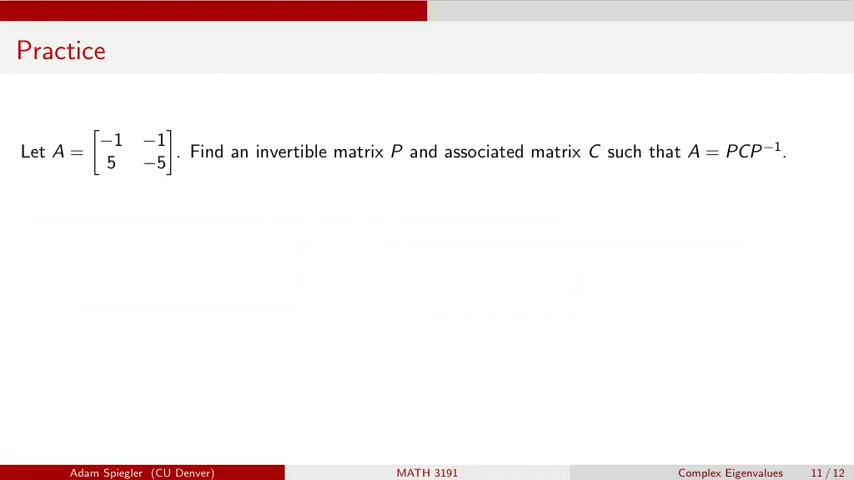 Practice
Let A = [−1 −1; 5 −5]. Find an invertible matrix P and associated matrix C such that A = PCP⁻¹.
Adam Spiegler (CU Denver) MATH 3191 Complex Eigenvalues 11 / 12